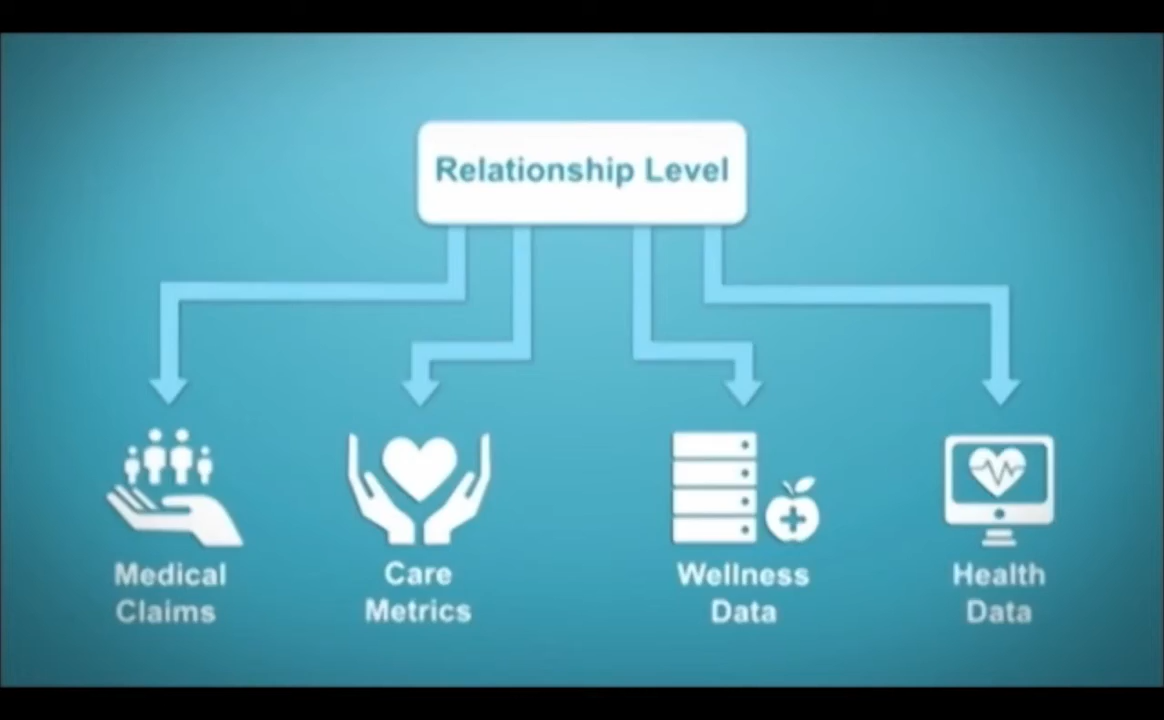 Relationship Level
Medical
Claims
Care
Metrics
Wellness
Data
Health
Data